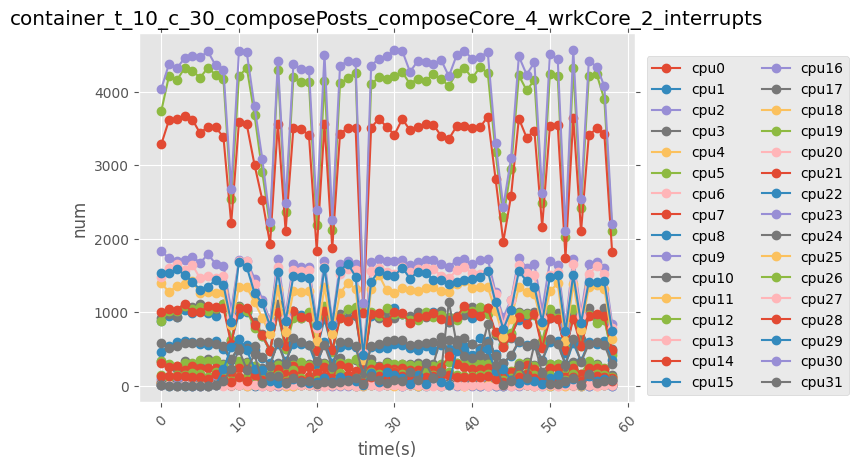 container_t_10_c_30_composePosts_composeCore_4_wrkCore_2_interrupts
num
4000
3000
2000
1000
0
0
10
20
30
40
50
60
time(s)
cpu0
cpu1
cpu2
cpu3
cpu4
cpu5
cpu6
cpu7
cpu8
cpu9
cpu10
cpu11
cpu12
cpu13
cpu14
cpu15
cpu16
cpu17
cpu18
cpu19
cpu20
cpu21
cpu22
cpu23
cpu24
cpu25
cpu26
cpu27
cpu28
cpu29
cpu30
cpu31